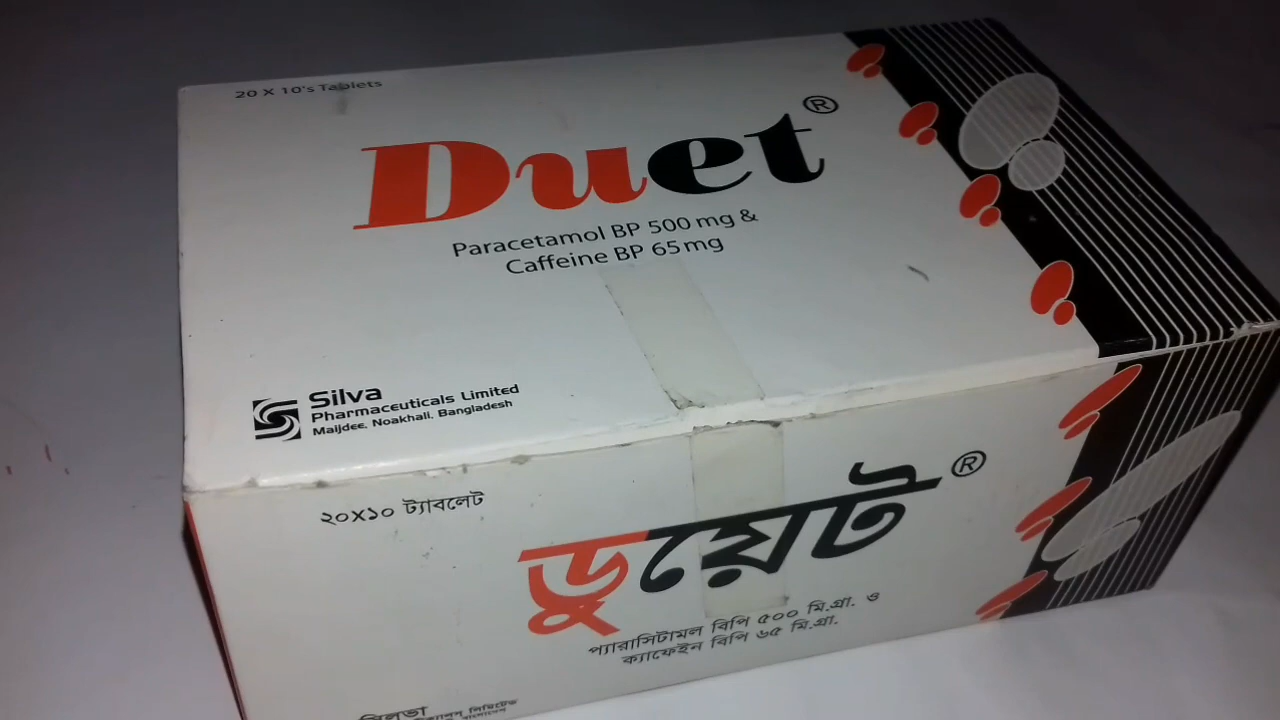 20 X 10's Tablets
Duet®
Paracetamol BP 500 mg &
Caffeine BP 65 mg
Silva
Pharmaceuticals Limited
Maijdee, Noakhali, Bangladesh
২০X১০ ট্যাবলেট
ডুয়েট®
প্যারাসিটামল বিপি ৫০০ মি.গ্রা. ও
ক্যাফেইন বিপি ৬৫ মি.গ্রা.
লিমিটেড